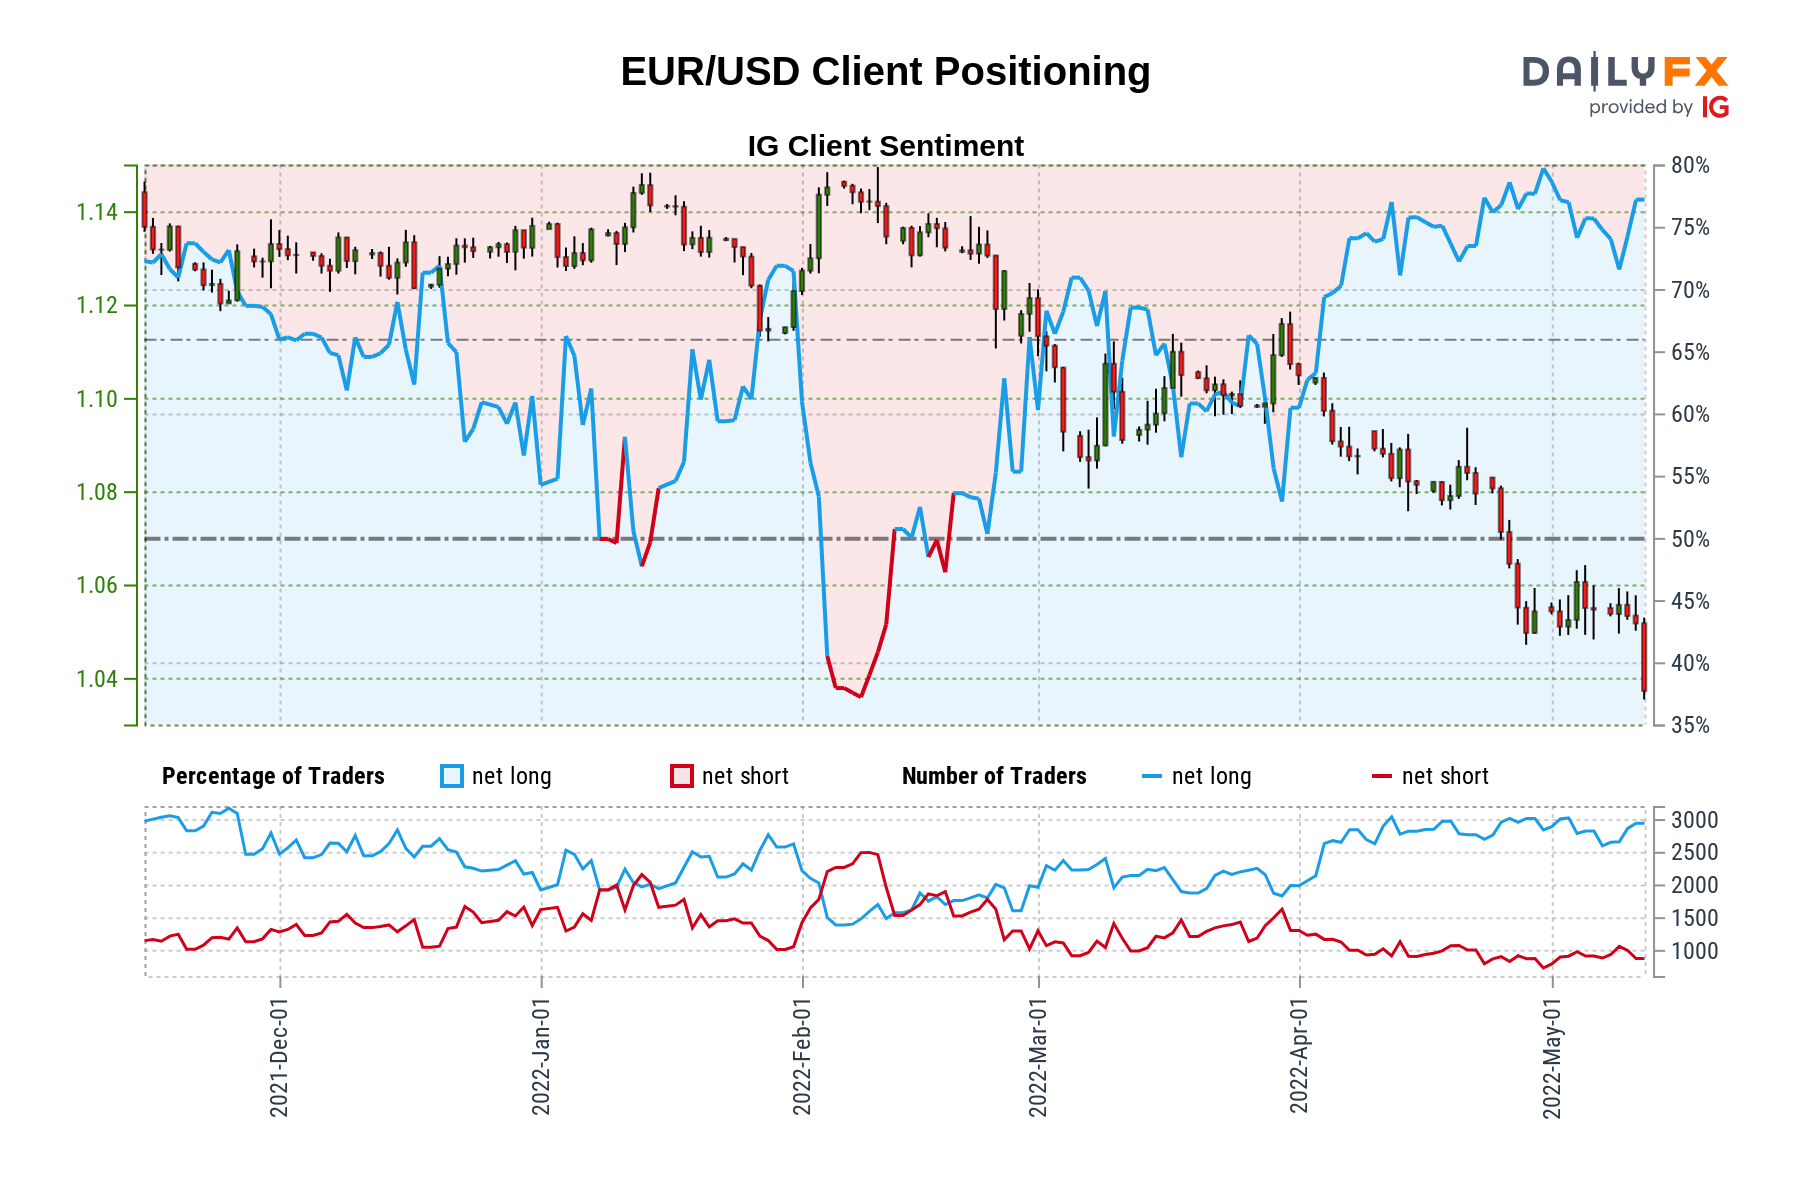 EUR/USD Client Positioning
DAILYFX
provided by IG
IG Client Sentiment
1.14
1.12
1.10
1.08
1.06
1.04
80%
75%
70%
65%
60%
55%
50%
45%
40%
35%
Percentage of Traders net long net short Number of Traders net long net short
3000
2500
2000
1500
1000
2021-Dec-01
2022-Jan-01
2022-Feb-01
2022-Mar-01
2022-Apr-01
2022-May-01